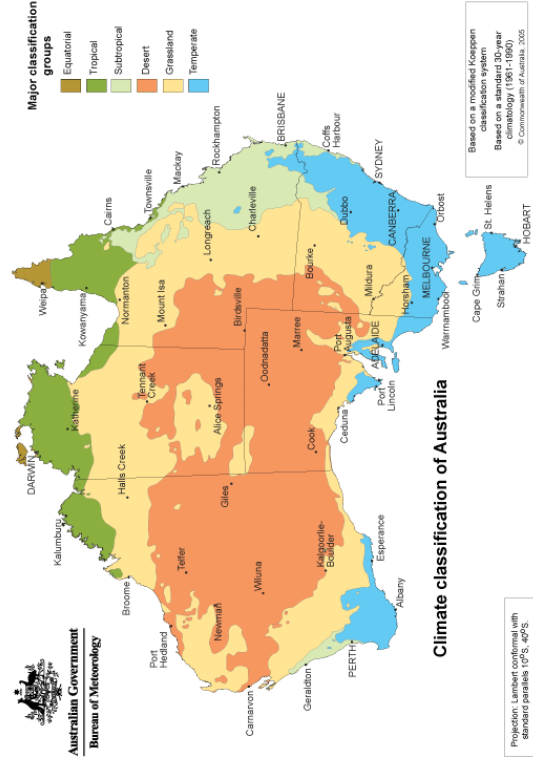 Australian Government
Bureau of Meteorology
Major classification
groups
Equatorial
Tropical
Subtropical
Desert
Grassland
Temperate
Weipa
Kowanyama
Cairns
Normanton
Townsville
Mount Isa
Mackay
Rockhampton
Longreach
Charleville
BRISBANE
Birdsville
Coffs
Harbour
Bourke
Dubbo
SYDNEY
CANBERRA
Mildura
Horsham
MELBOURNE
Orbost
Warrnambool
Cape Grim
St. Helens
Strahan
HOBART
DARWIN
Katherine
Kalumburu
Halls Creek
Tennant
Creek
Alice Springs
Broome
Port
Hedland
Telfer
Newman
Giles
Wiluna
Carnarvon
Geraldton
PERTH
Kalgoorlie-
Boulder
Esperance
Albany
Oodnadatta
Marree
Cook
Ceduna
Port
Augusta
ADELAIDE
Port
Lincoln
Climate classification of Australia
Projection: Lambert conformal with
standard parallels 10°S, 40°S.
Based on a modified Koeppen
classification system
Based on a standard 30-year
climatology (1961-1990)
© Commonwealth of Australia, 2005